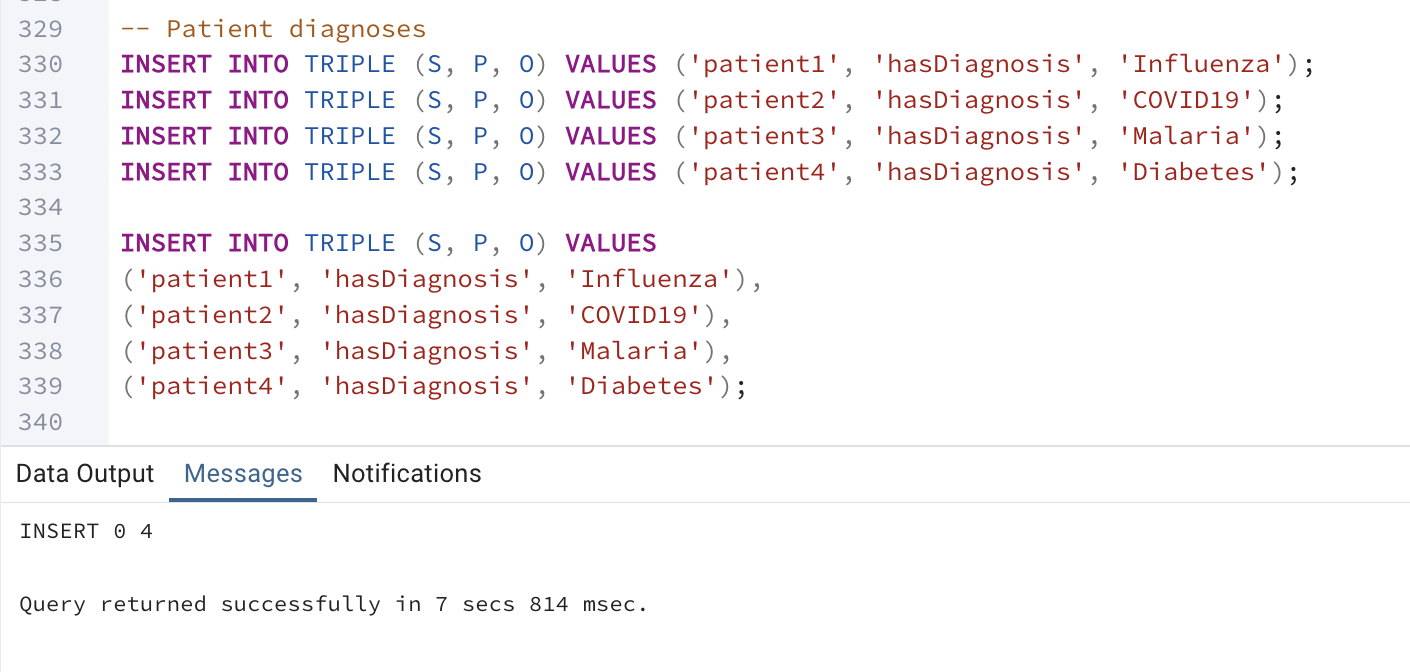 329 -- Patient diagnoses
330 INSERT INTO TRIPLE (S, P, O) VALUES ('patient1', 'hasDiagnosis', 'Influenza');
331 INSERT INTO TRIPLE (S, P, O) VALUES ('patient2', 'hasDiagnosis', 'COVID19');
332 INSERT INTO TRIPLE (S, P, O) VALUES ('patient3', 'hasDiagnosis', 'Malaria');
333 INSERT INTO TRIPLE (S, P, O) VALUES ('patient4', 'hasDiagnosis', 'Diabetes');
334
335 INSERT INTO TRIPLE (S, P, O) VALUES
336 ('patient1', 'hasDiagnosis', 'Influenza'),
337 ('patient2', 'hasDiagnosis', 'COVID19'),
338 ('patient3', 'hasDiagnosis', 'Malaria'),
339 ('patient4', 'hasDiagnosis', 'Diabetes');
340
Data Output Messages Notifications
INSERT 0 4
Query returned successfully in 7 secs 814 msec.